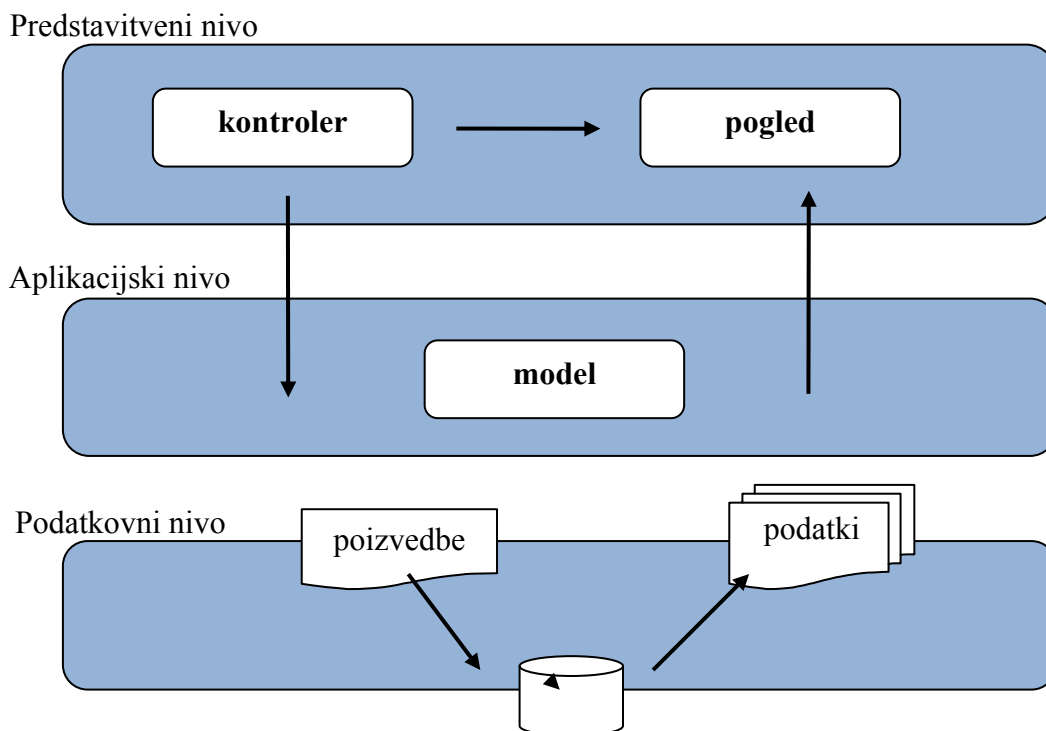 Predstavitveni nivo
kontroler
pogled
Aplikacijski nivo
model
Podatkovni nivo
poizvedbe
podatki